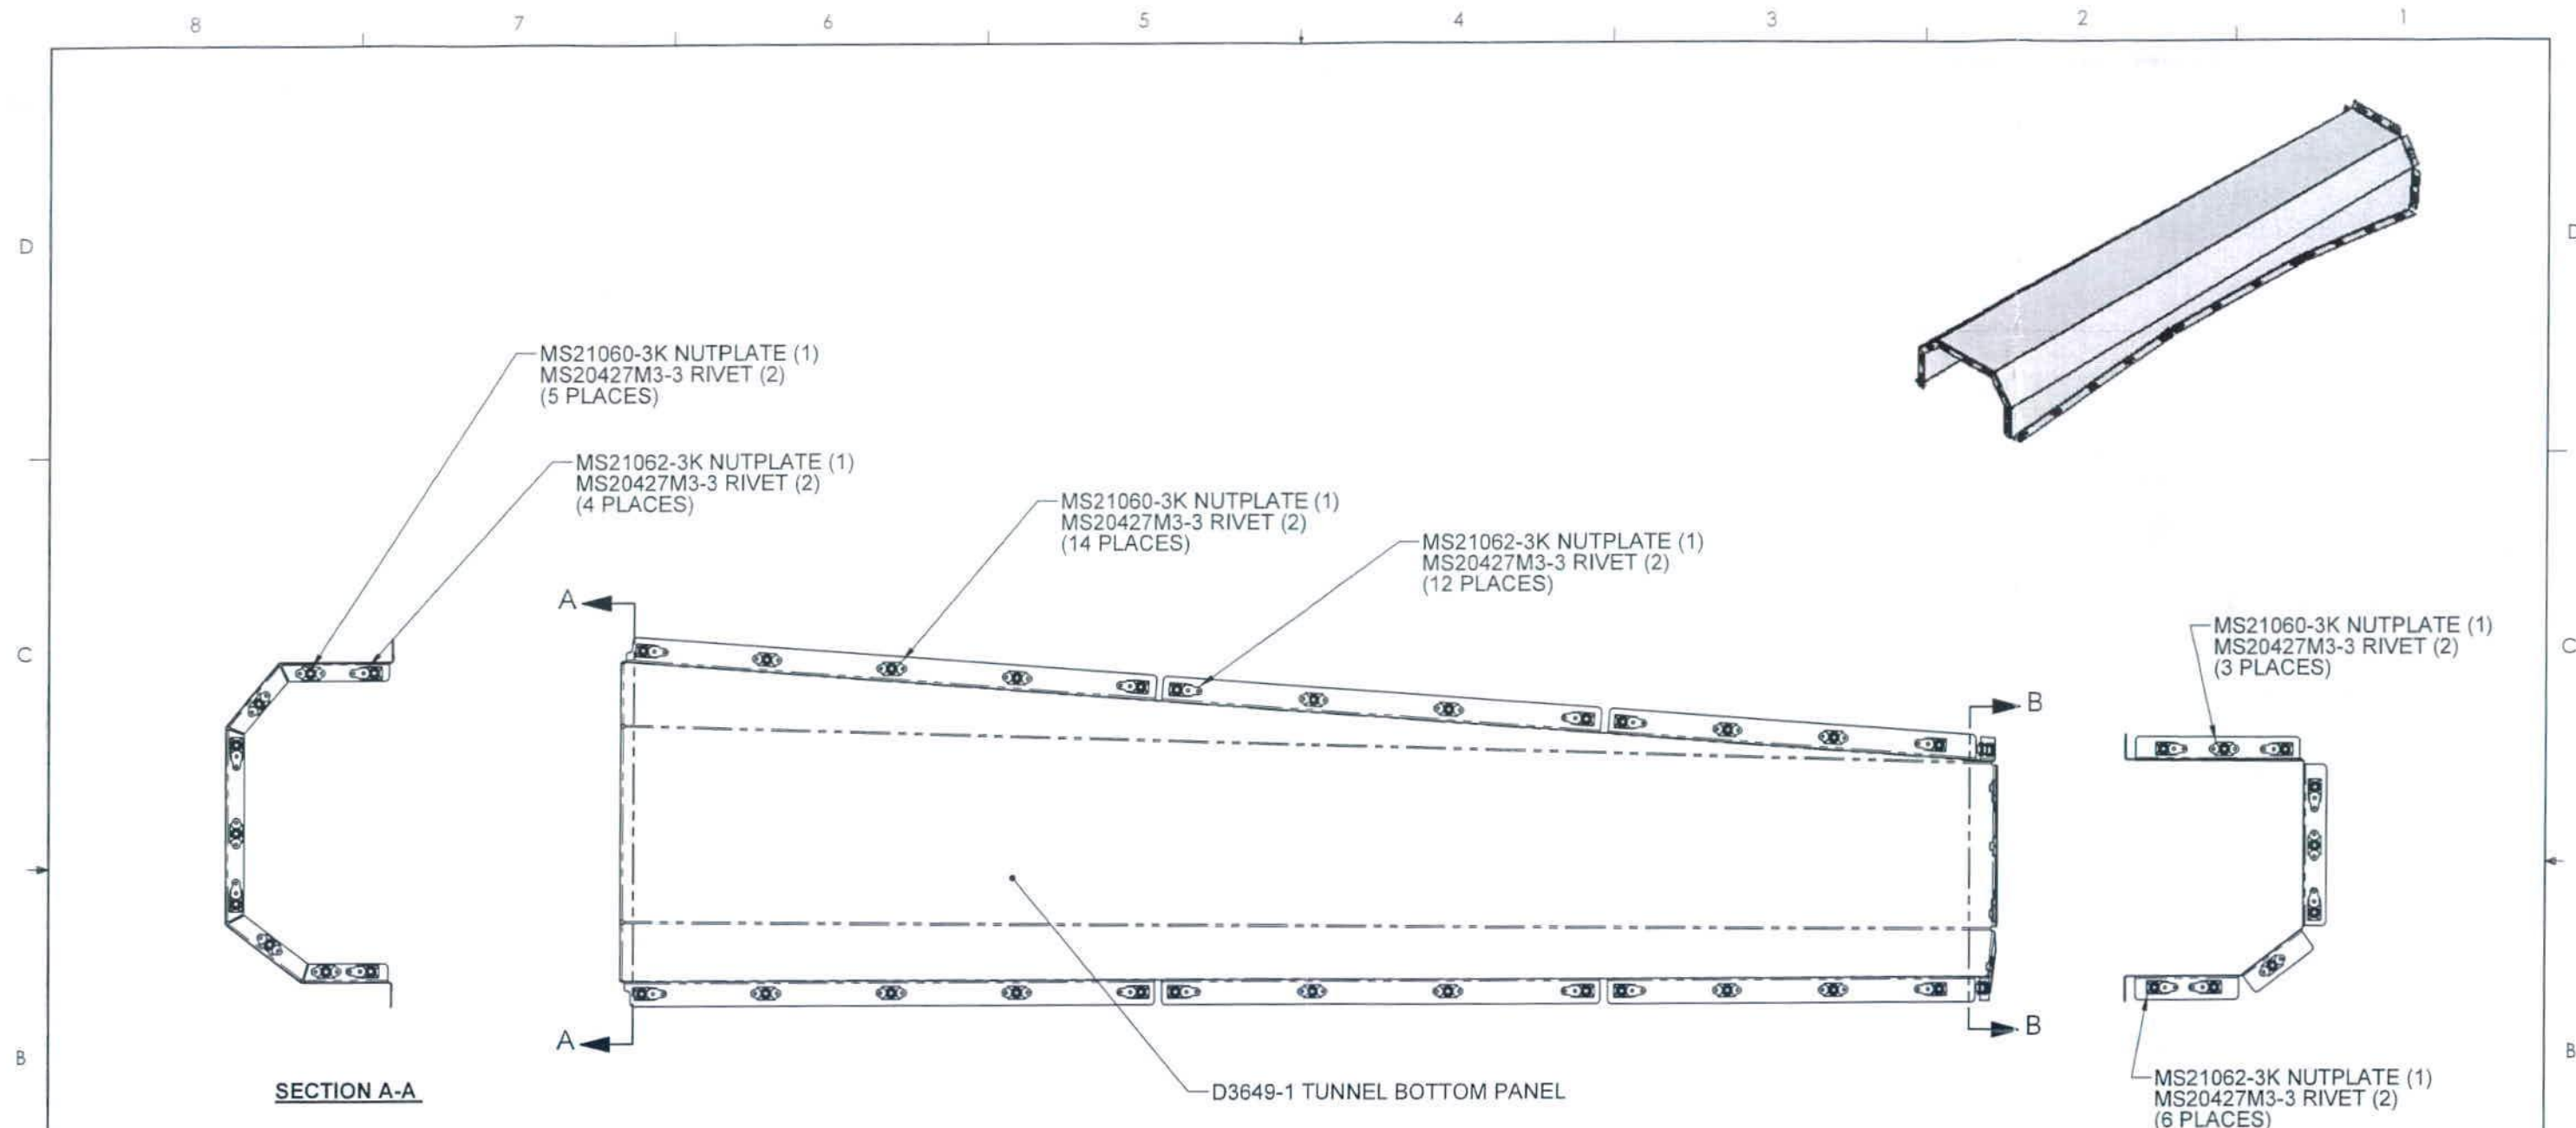 8 7 6 5 4 3 2 1
D D
MS21060-3K NUTPLATE (1)
MS20427M3-3 RIVET (2)
(5 PLACES)
MS21062-3K NUTPLATE (1)
MS20427M3-3 RIVET (2)
(4 PLACES)
MS21060-3K NUTPLATE (1)
MS20427M3-3 RIVET (2)
(14 PLACES)
MS21062-3K NUTPLATE (1)
MS20427M3-3 RIVET (2)
(12 PLACES)
A
MS21060-3K NUTPLATE (1)
MS20427M3-3 RIVET (2)
(3 PLACES)
C C
B
A
B
B B
SECTION A-A
D3649-1 TUNNEL BOTTOM PANEL
MS21062-3K NUTPLATE (1)
MS20427M3-3 RIVET (2)
(6 PLACES)